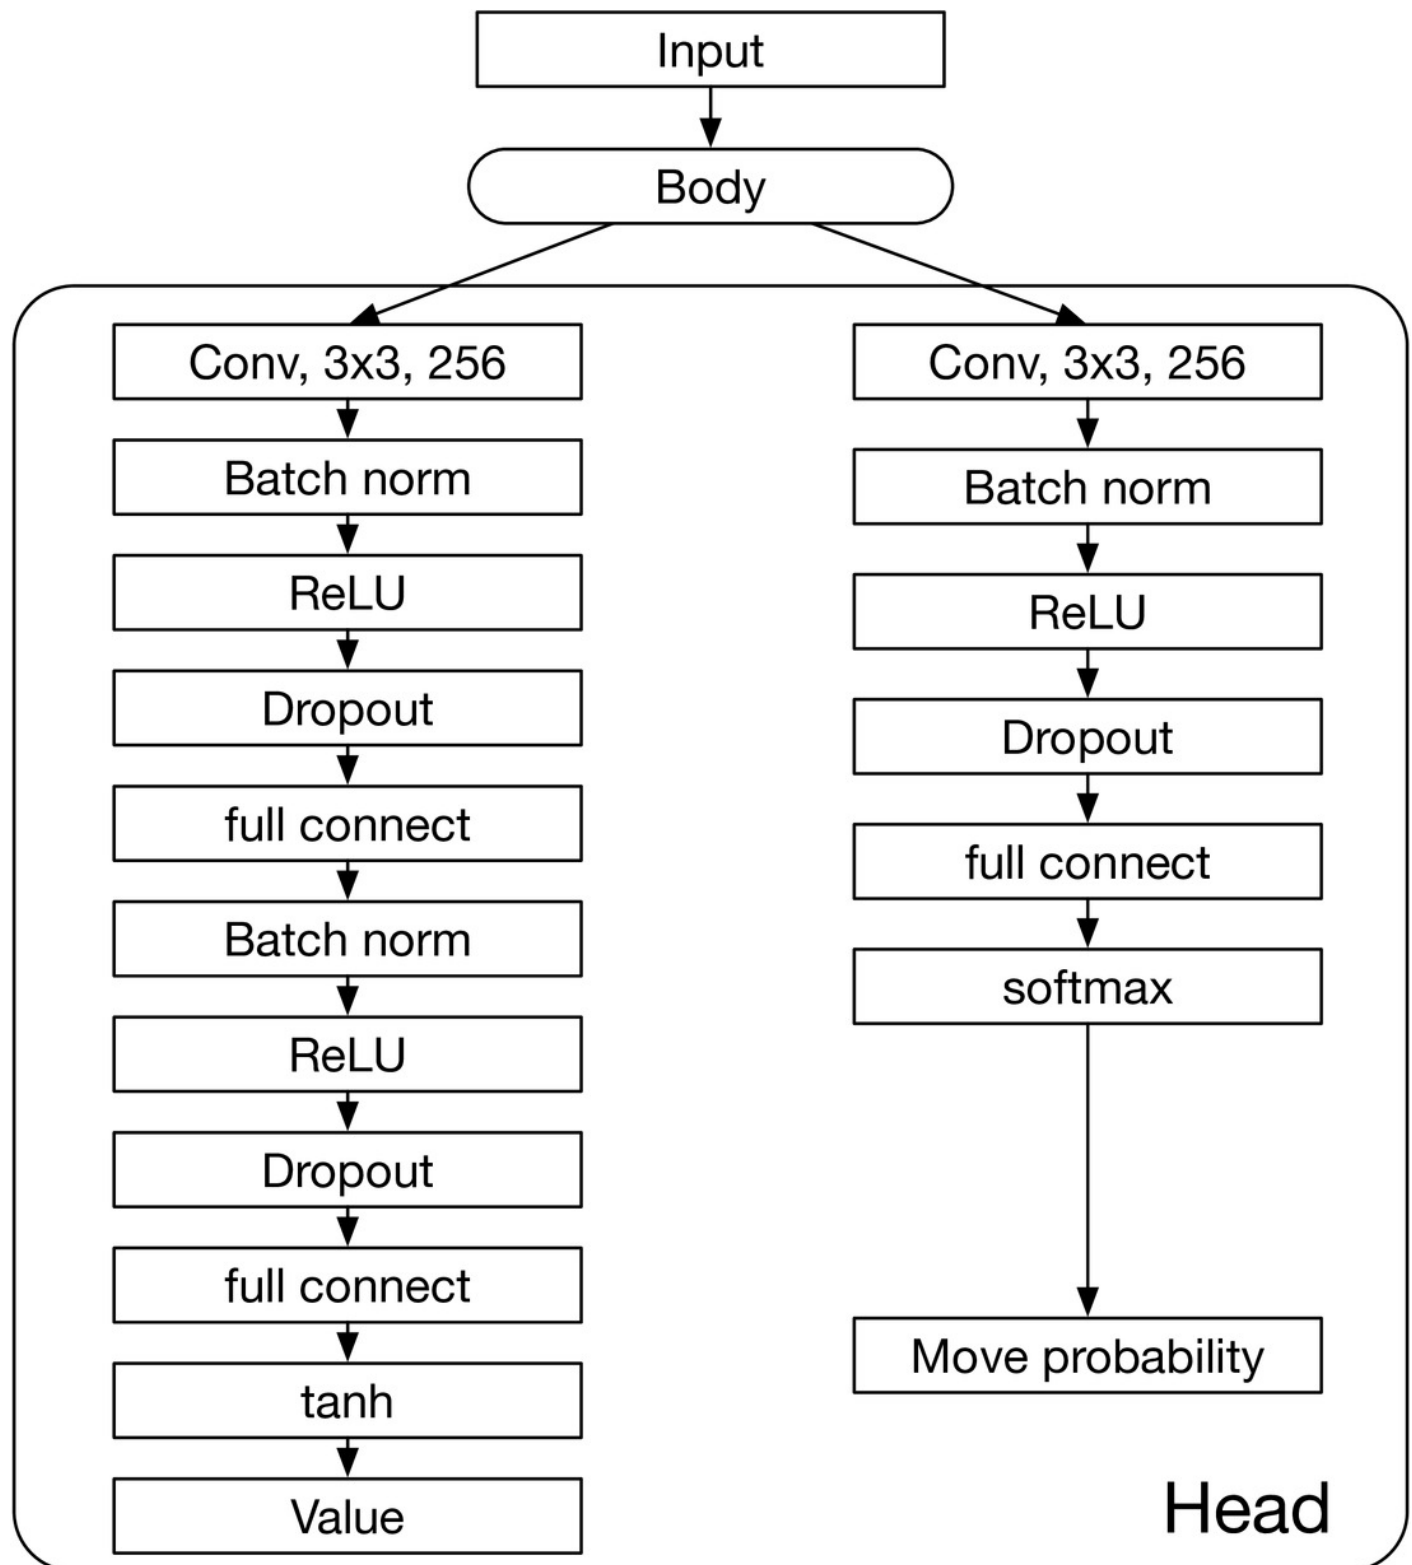 Input
Body
Conv, 3x3, 256
Batch norm
ReLU
Dropout
full connect
Batch norm
ReLU
Dropout
full connect
tanh
Value
Conv, 3x3, 256
Batch norm
ReLU
Dropout
full connect
softmax
Move probability
Head